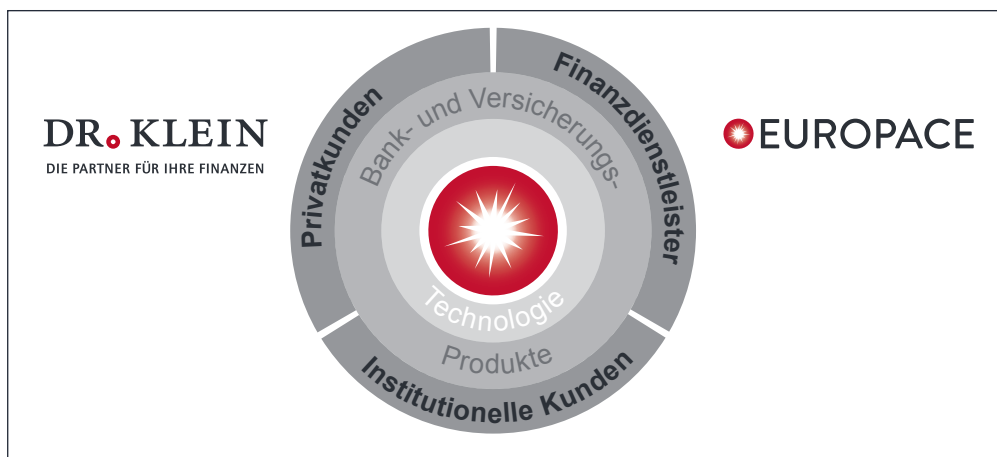 DR. KLEIN
DIE PARTNER FÜR IHRE FINANZEN
Privatkunden
Finanzdienstleister
Institutionelle Kunden
Bank- und Versicherungs-
Produkte
Technologie
EUROPACE